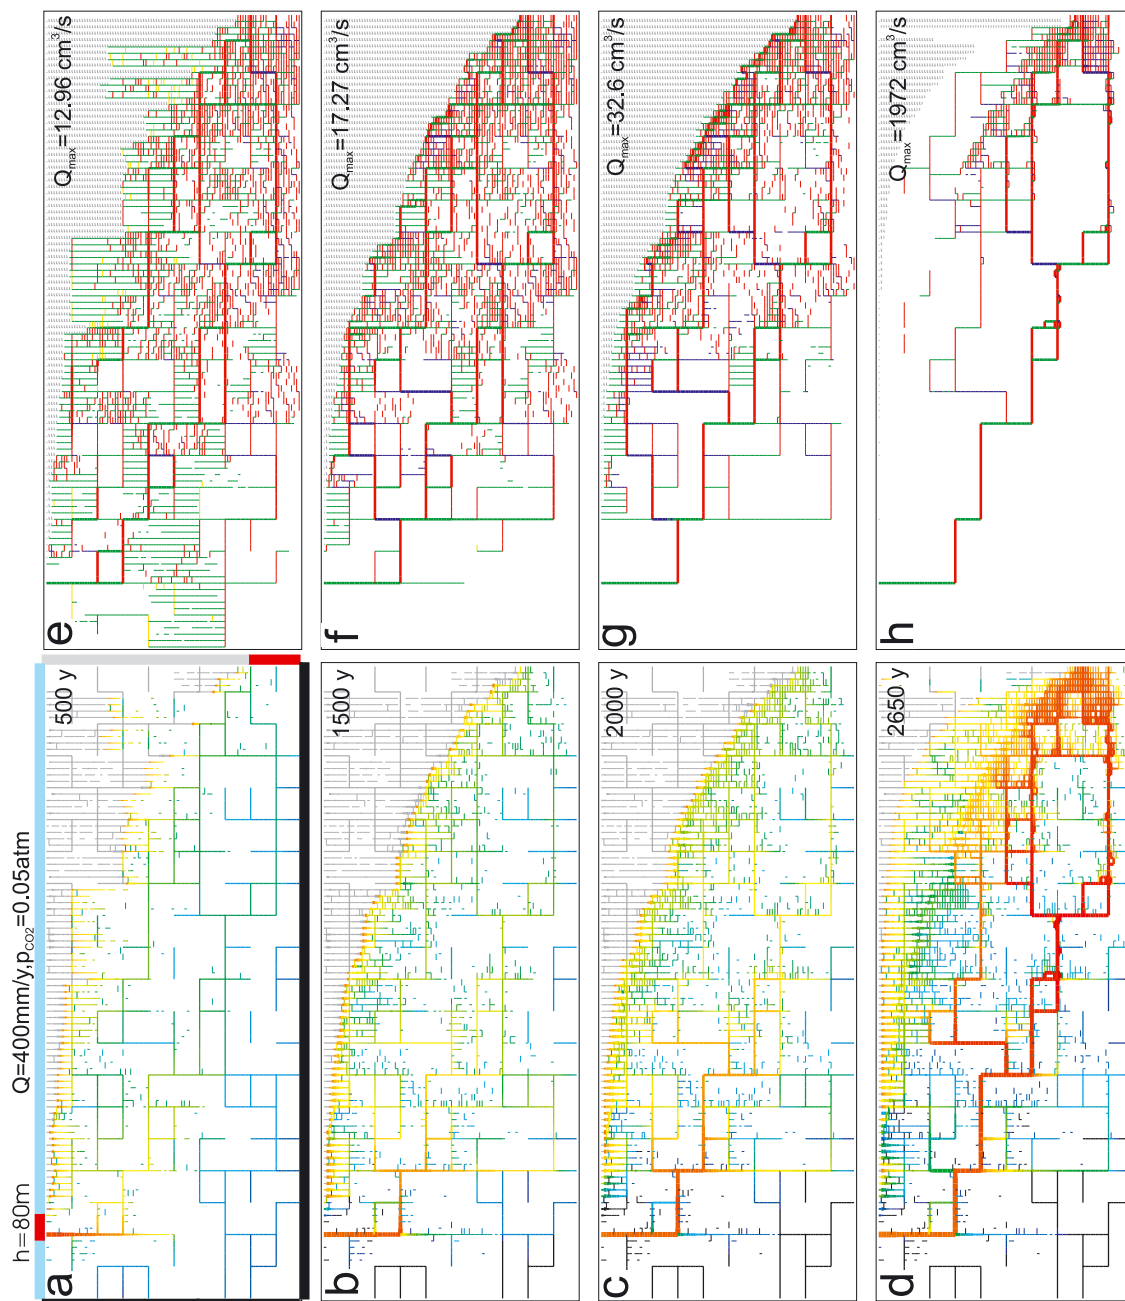 h=80m
Q=400mm/y,pCO2=0.05atm
a
500 y
e
Qmax=12.96 cm³/s
b
1500 y
f
Qmax=17.27 cm³/s
c
2000 y
g
Qmax=32.6 cm³/s
d
2650 y
h
Qmax=1972 cm³/s